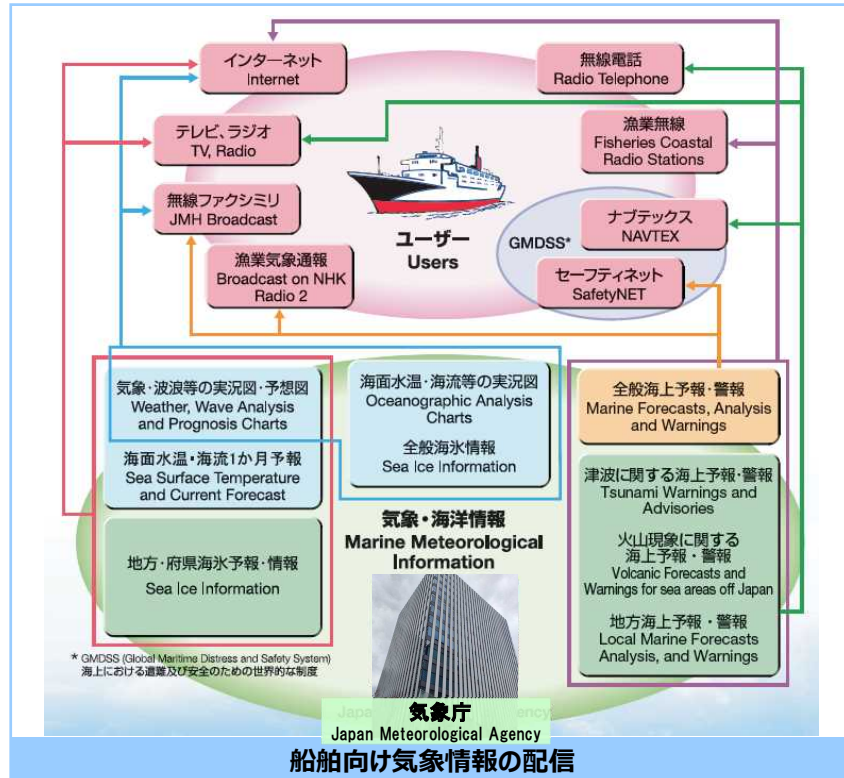 インターネット
Internet
無線電話
Radio Telephone
テレビ、ラジオ
TV, Radio
漁業無線
Fisheries Coastal
Radio Stations
無線ファクシミリ
JMH Broadcast
ユーザー
Users
GMDSS*
ナブテックス
NAVTEX
漁業気象通報
Broadcast on NHK
Radio 2
セーフティネット
SafetyNET
気象・波浪等の実況図・予想図
Weather, Wave Analysis
and Prognosis Charts
海面水温・海流1か月予報
Sea Surface Temperature
and Current Forecast
海面水温・海流等の実況図
Oceanographic Analysis
Charts
全般海氷情報
Sea Ice Information
全般海上予報・警報
Marine Forecasts, Analysis
and Warnings
津波に関する海上予報・警報
Tsunami Warnings and
Advisories
火山現象に関する
海上予報・警報
Volcanic Forecasts and
Warnings for sea areas off Japan
地方海上予報・警報
Local Marine Forecasts
Analysis, and Warnings
地方・府県海氷予報・情報
Sea Ice Information
気象・海洋情報
Marine Meteorological
Information
* GMDSS (Global Maritime Distress and Safety System)
海上における遭難及び安全のための世界的な制度
気象庁
Japan Meteorological Agency
船舶向け気象情報の配信